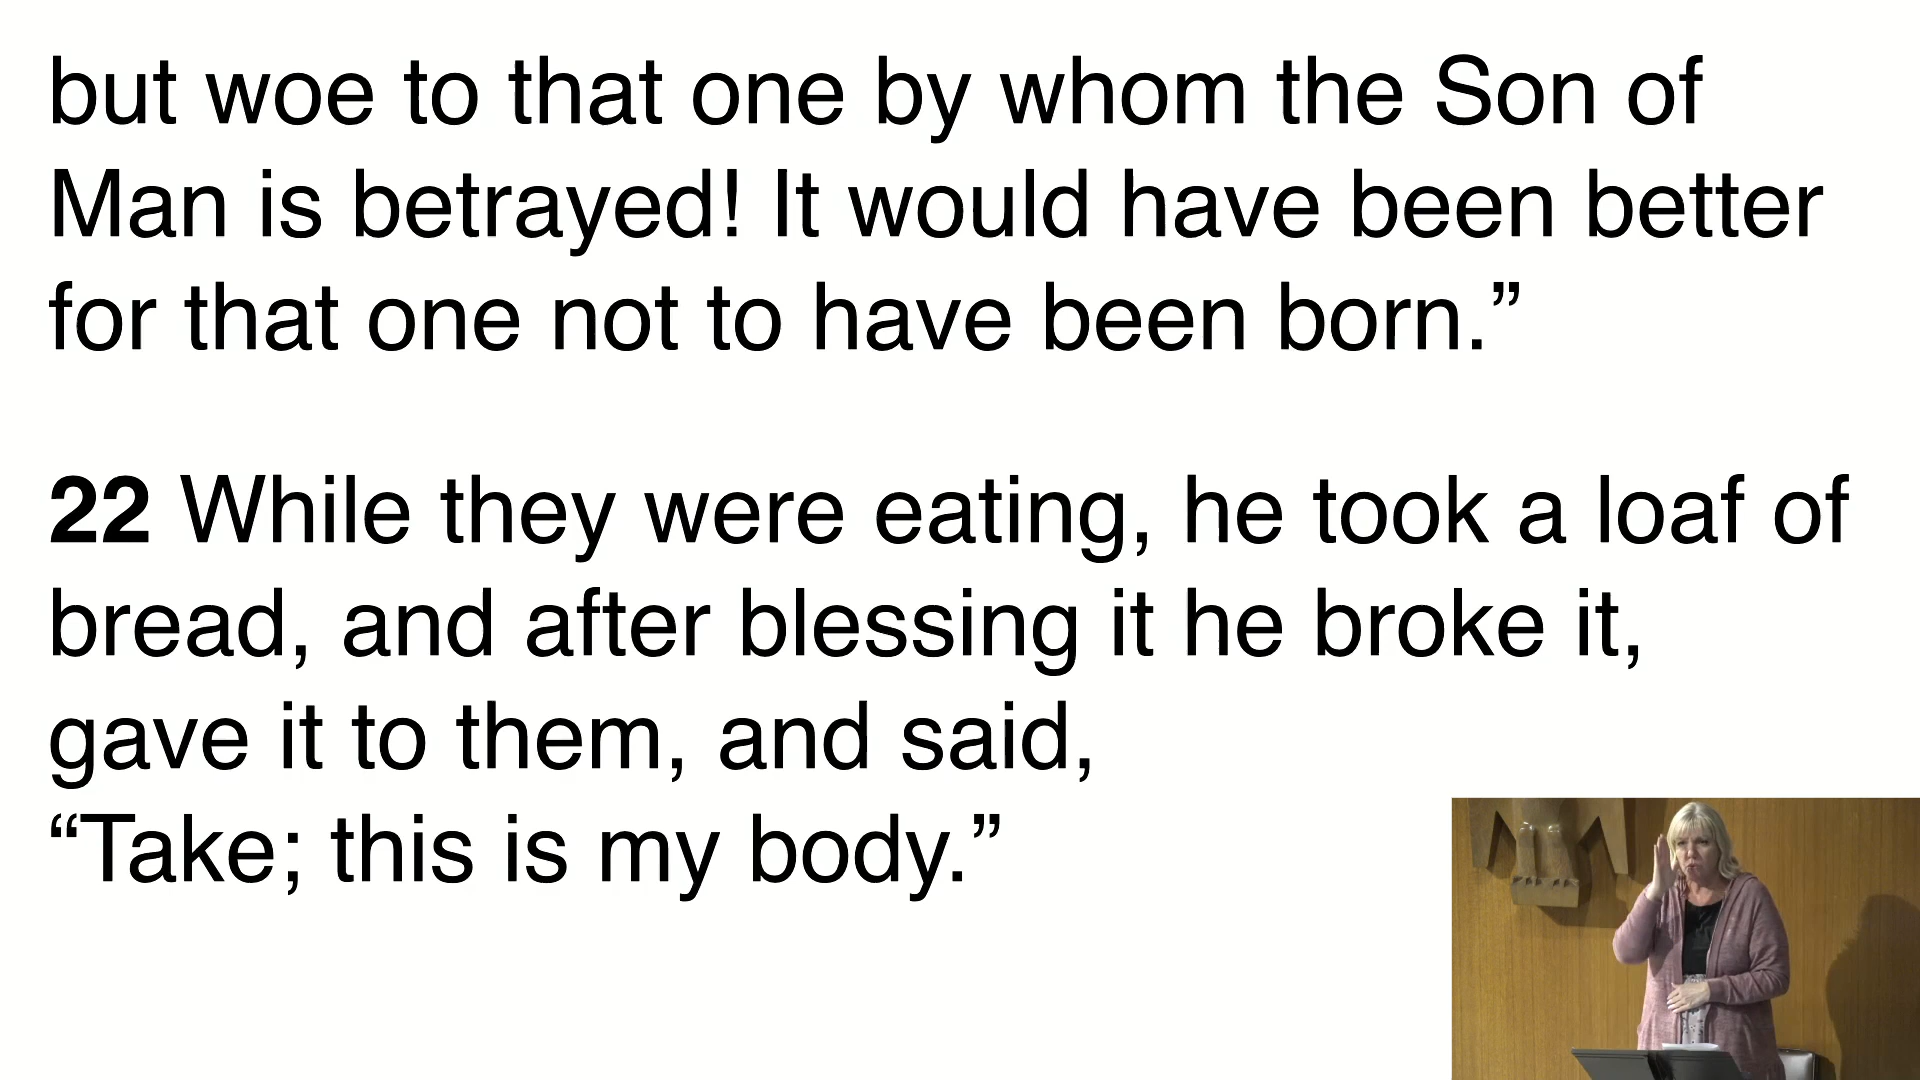 but woe to that one by whom the Son of
Man is betrayed! It would have been better
for that one not to have been born.”
22 While they were eating, he took a loaf of
bread, and after blessing it he broke it,
gave it to them, and said,
“Take; this is my body.”